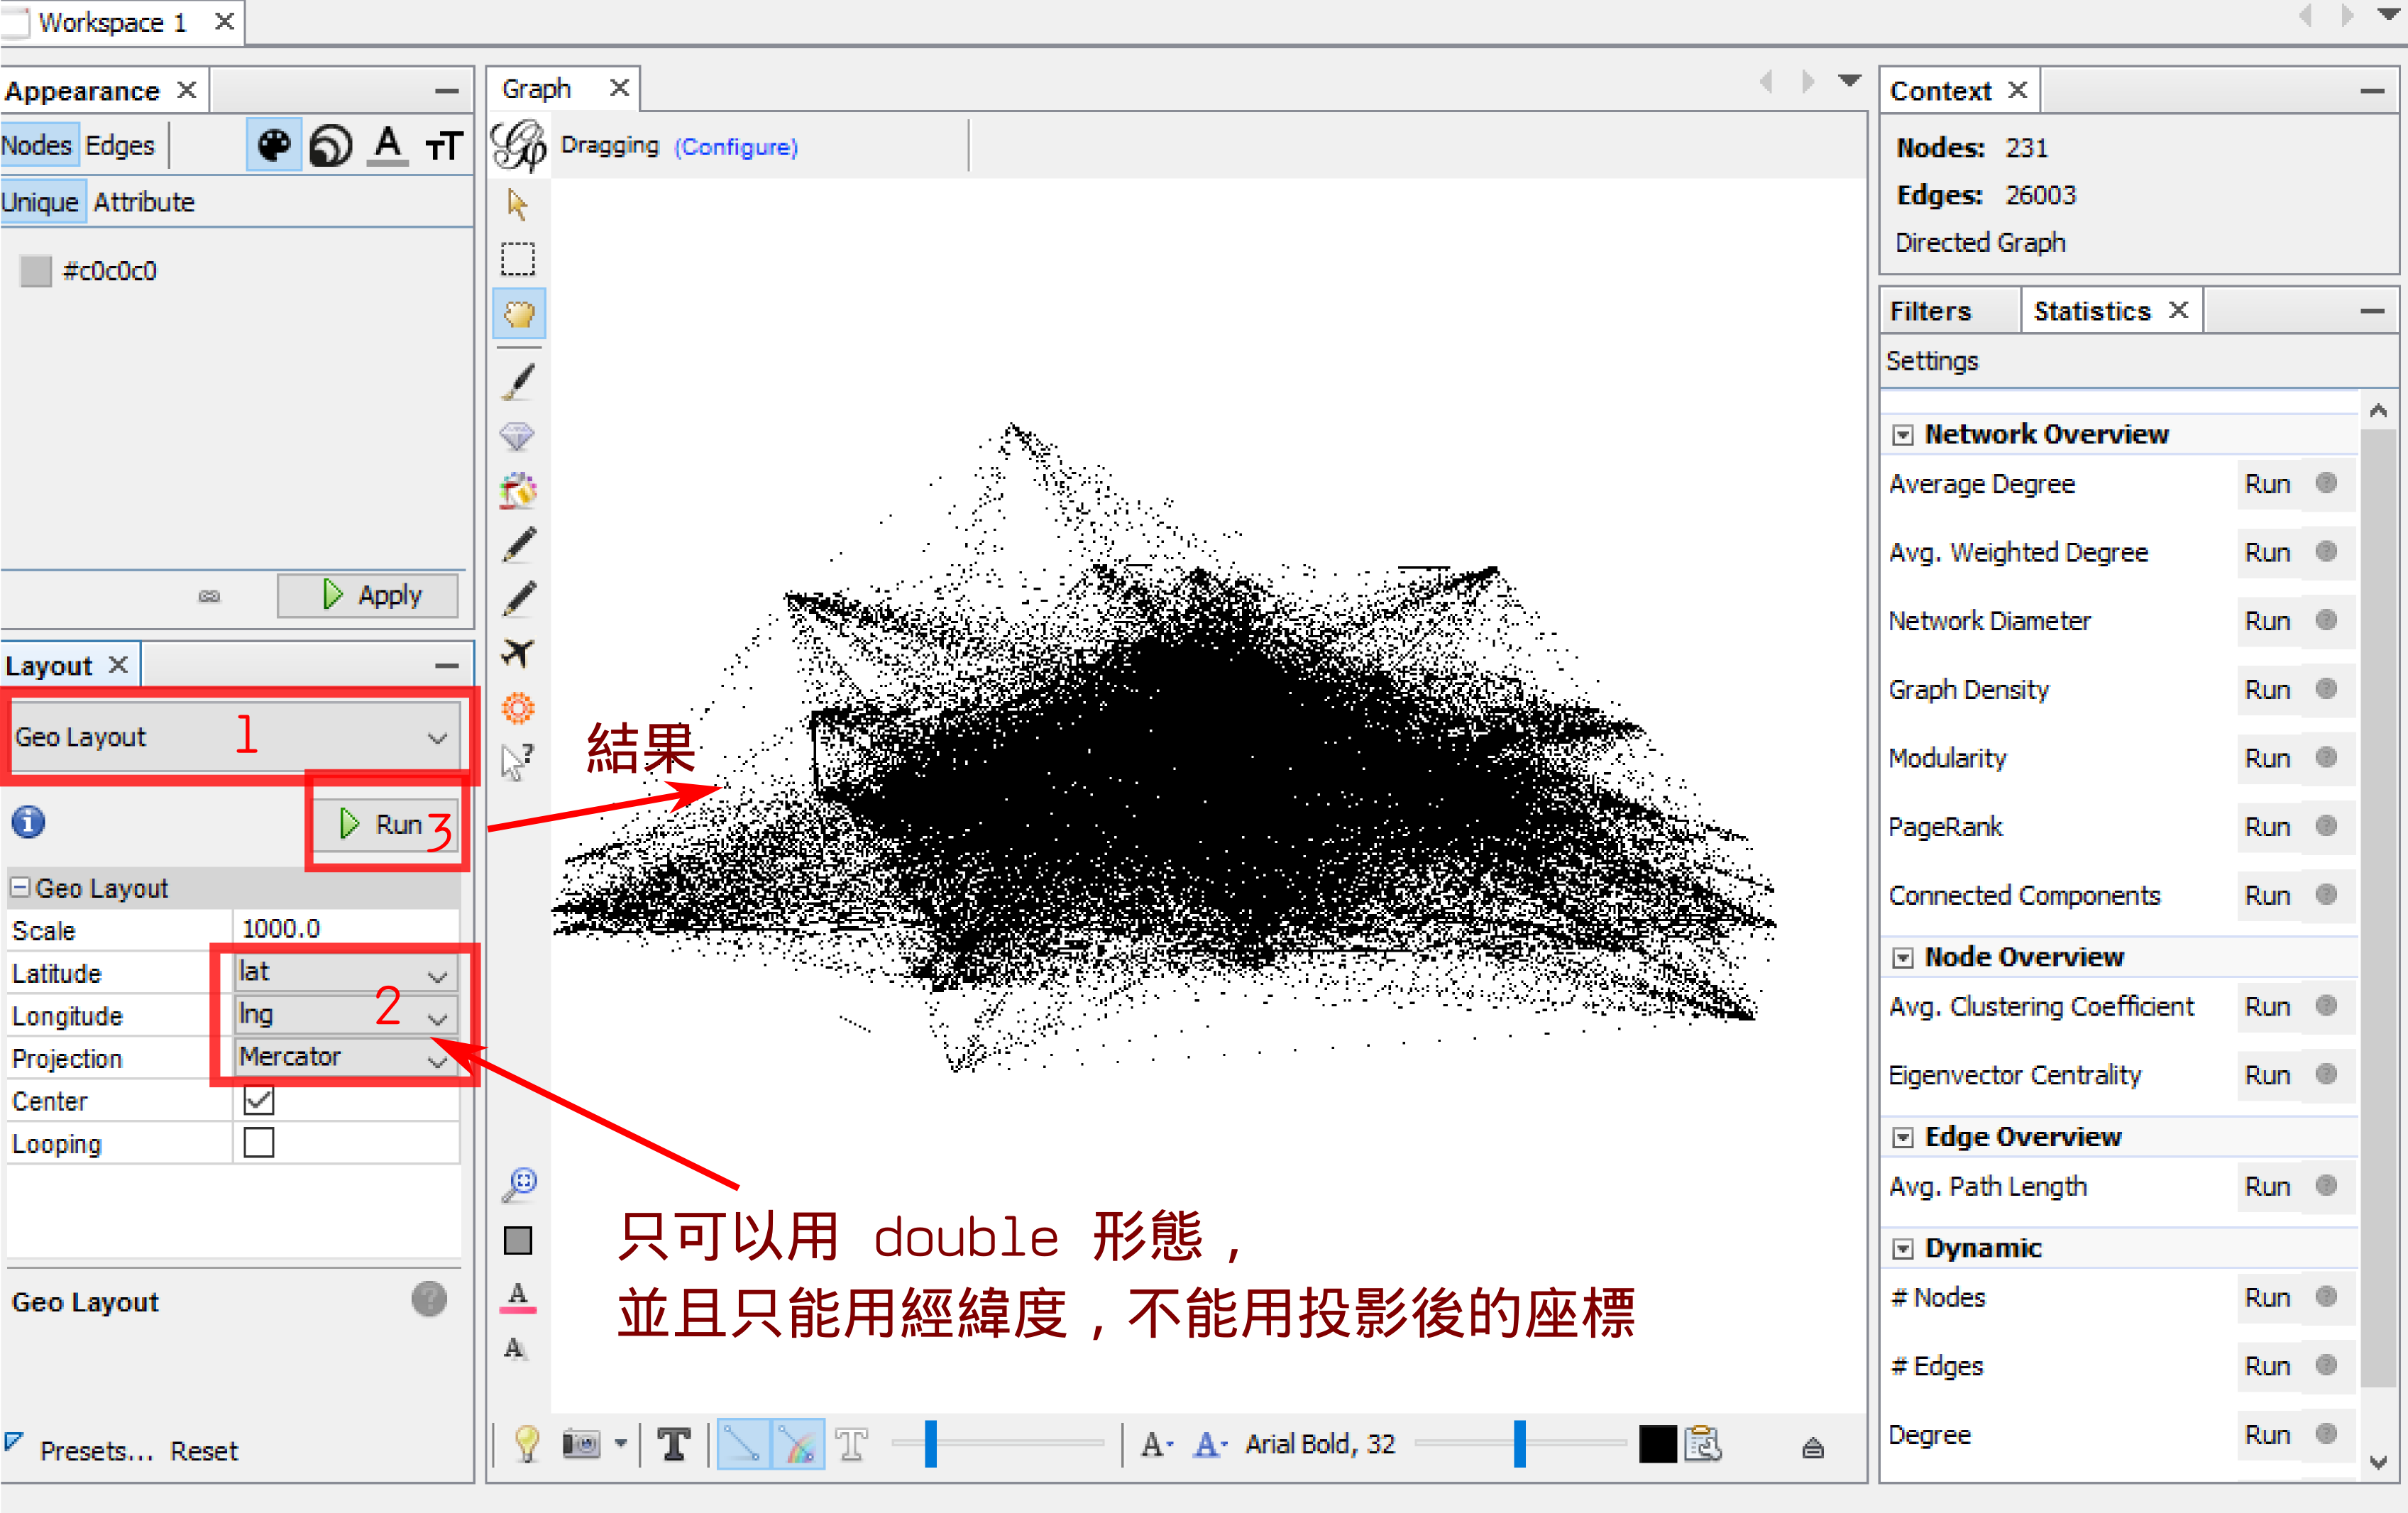 Workspace 1
Appearance
Nodes Edges
Unique Attribute
#c0c0c0
Apply
Layout
Geo Layout
1
Run
3
Geo Layout
Scale 1000.0
Latitude lat
Longitude lng
2
Projection Mercator
Center
Looping
Geo Layout
Presets... Reset
Graph
Dragging (Configure)
結果
只可以用 double 形態,
並且只能用經緯度,不能用投影後的座標
Arial Bold, 32
Context
Nodes: 231
Edges: 26003
Directed Graph
Filters Statistics
Settings
Network Overview
Average Degree Run
Avg. Weighted Degree Run
Network Diameter Run
Graph Density Run
Modularity Run
PageRank Run
Connected Components Run
Node Overview
Avg. Clustering Coefficient Run
Eigenvector Centrality Run
Edge Overview
Avg. Path Length Run
Dynamic
# Nodes Run
# Edges Run
Degree Run